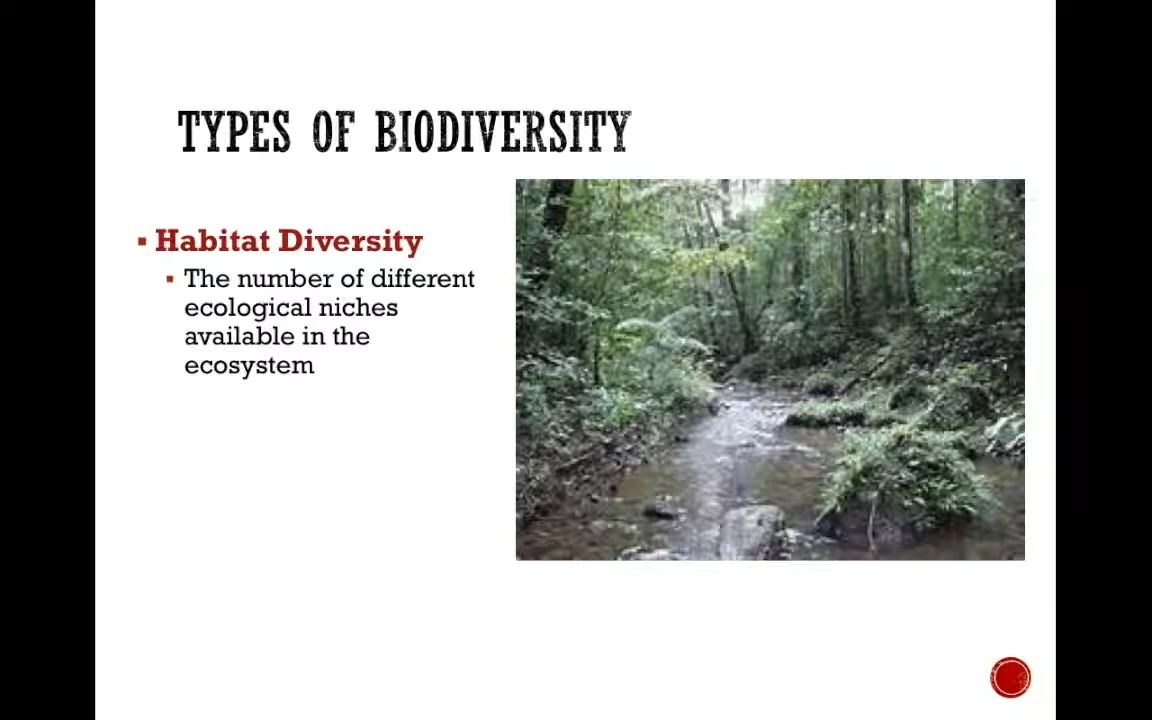 TYPES OF BIODIVERSITY
Habitat Diversity
The number of different
ecological niches
available in the
ecosystem